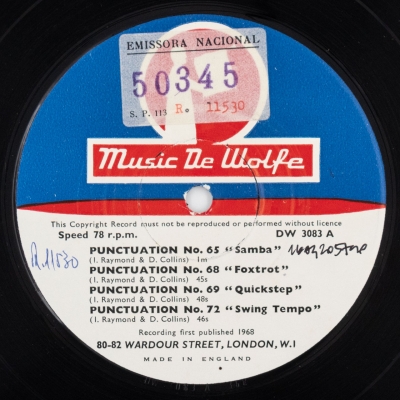 EMISSORA NACIONAL
50345
S. P. 113 R. 11530
Music De Wolfe
This Copyright Record must not be reproduced or performed without licence
Speed 78 r.p.m. DW 3083 A
PUNCTUATION No. 65 "Samba"
(I. Raymond & D. Collins) 1m
R.11530
PUNCTUATION No. 68 "Foxtrot"
(I. Raymond & D. Collins) 45s
PUNCTUATION No. 69 "Quickstep"
(I. Raymond & D. Collins) 48s
PUNCTUATION No. 72 "Swing Tempo"
(I. Raymond & D. Collins) 46s
Recording first published 1968
80-82 WARDOUR STREET, LONDON, W.I
MADE IN ENGLAND